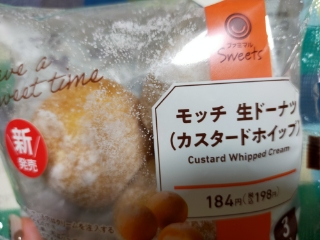 ファミマル
Sweets
ve a
weet time
新
発売
モッチ 生ドーナツ
(カスタードホイップ)
Custard Whipped Cream
184円(税込198円)
3